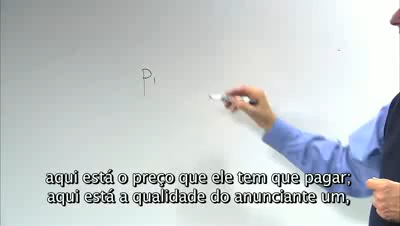 P1
aqui está o preço que ele tem que pagar;
aqui está a qualidade do anunciante um,